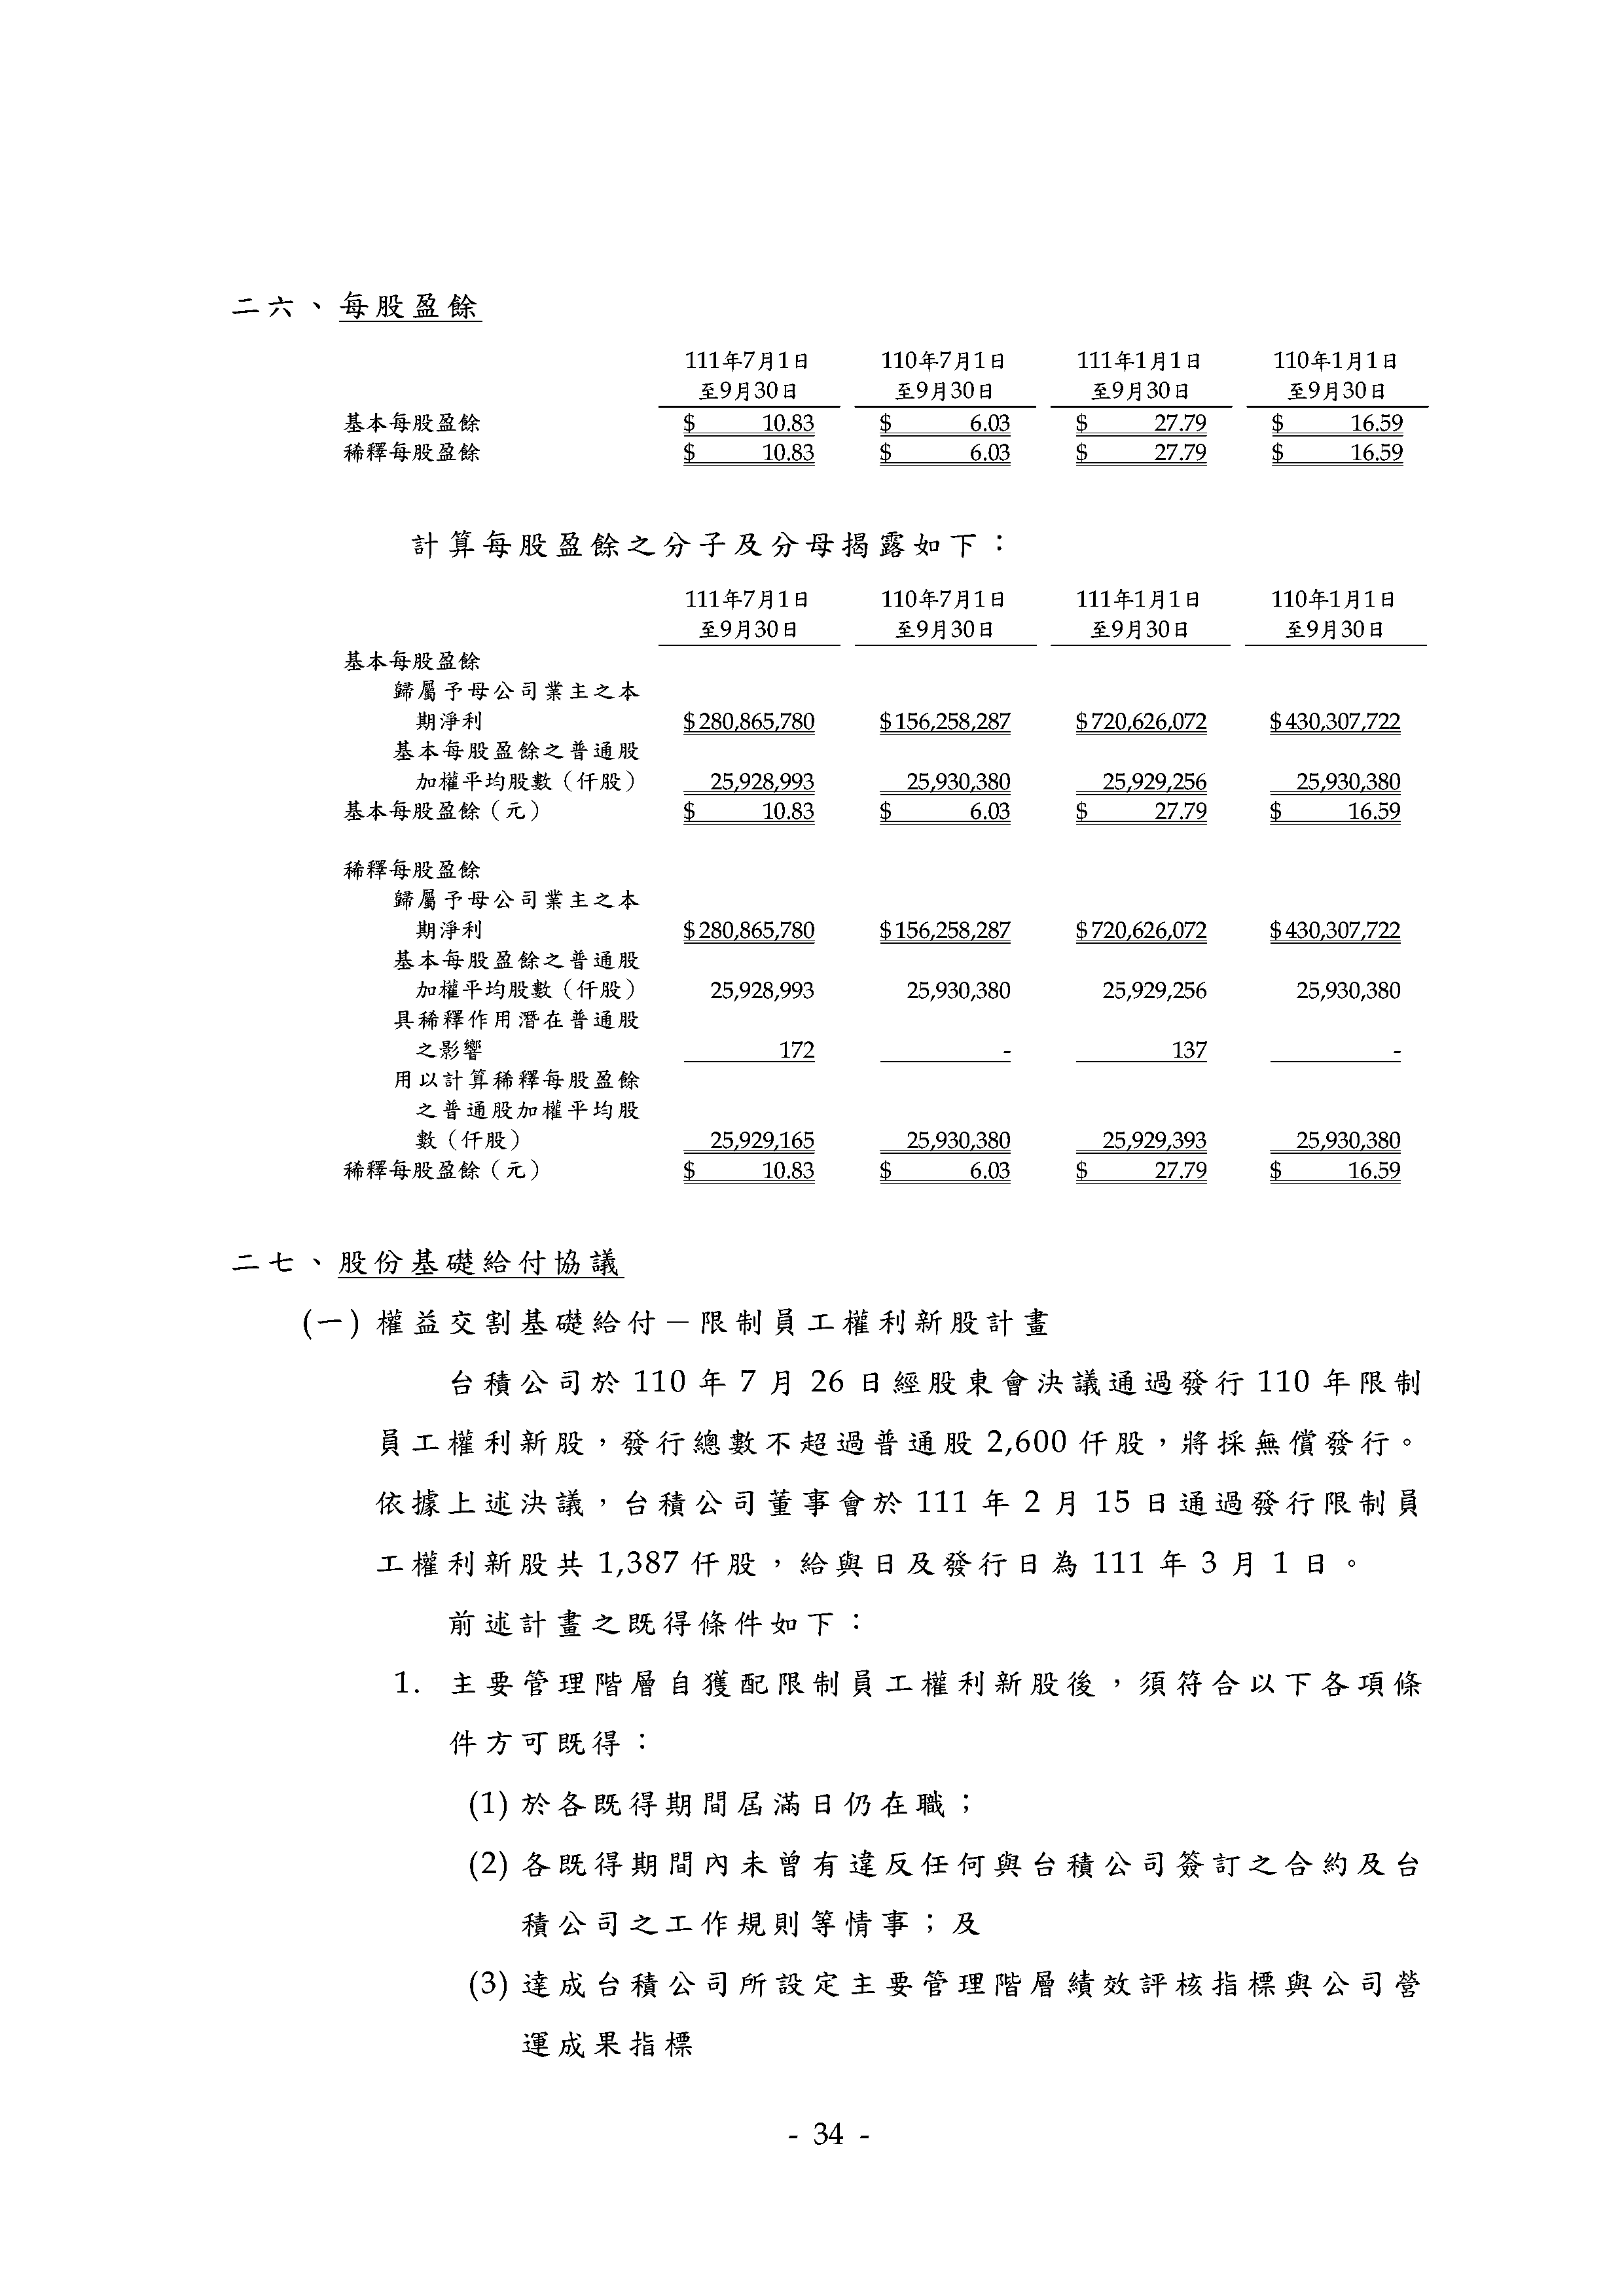 二六、每股盈餘
111年7月1日 110年7月1日 111年1月1日 110年1月1日
至9月30日 至9月30日 至9月30日 至9月30日
基本每股盈餘 $ 10.83 $ 6.03 $ 27.79 $ 16.59
稀釋每股盈餘 $ 10.83 $ 6.03 $ 27.79 $ 16.59
計算每股盈餘之分子及分母揭露如下：
111年7月1日 110年7月1日 111年1月1日 110年1月1日
至9月30日 至9月30日 至9月30日 至9月30日
基本每股盈餘
歸屬予母公司業主之本
期淨利 $280,865,780 $156,258,287 $720,626,072 $430,307,722
基本每股盈餘之普通股
加權平均股數（仟股） 25,928,993 25,930,380 25,929,256 25,930,380
基本每股盈餘（元） $ 10.83 $ 6.03 $ 27.79 $ 16.59
稀釋每股盈餘
歸屬予母公司業主之本
期淨利 $280,865,780 $156,258,287 $720,626,072 $430,307,722
基本每股盈餘之普通股
加權平均股數（仟股） 25,928,993 25,930,380 25,929,256 25,930,380
具稀釋作用潛在普通股
之影響 172 - 137 -
用以計算稀釋每股盈餘
之普通股加權平均股
數（仟股） 25,929,165 25,930,380 25,929,393 25,930,380
稀釋每股盈餘（元） $ 10.83 $ 6.03 $ 27.79 $ 16.59
二七、股份基礎給付協議
(一) 權益交割基礎給付－限制員工權利新股計畫
台積公司於 110 年 7 月 26 日經股東會決議通過發行 110 年限制
員工權利新股，發行總數不超過普通股 2,600 仟股，將採無償發行。
依據上述決議，台積公司董事會於 111 年 2 月 15 日通過發行限制員
工權利新股共 1,387 仟股，給與日及發行日為 111 年 3 月 1 日。
前述計畫之既得條件如下：
1. 主要管理階層自獲配限制員工權利新股後，須符合以下各項條
件方可既得：
(1) 於各既得期間屆滿日仍在職；
(2) 各既得期間內未曾有違反任何與台積公司簽訂之合約及台
積公司之工作規則等情事；及
(3) 達成台積公司所設定主要管理階層績效評核指標與公司營
運成果指標
- 34 -